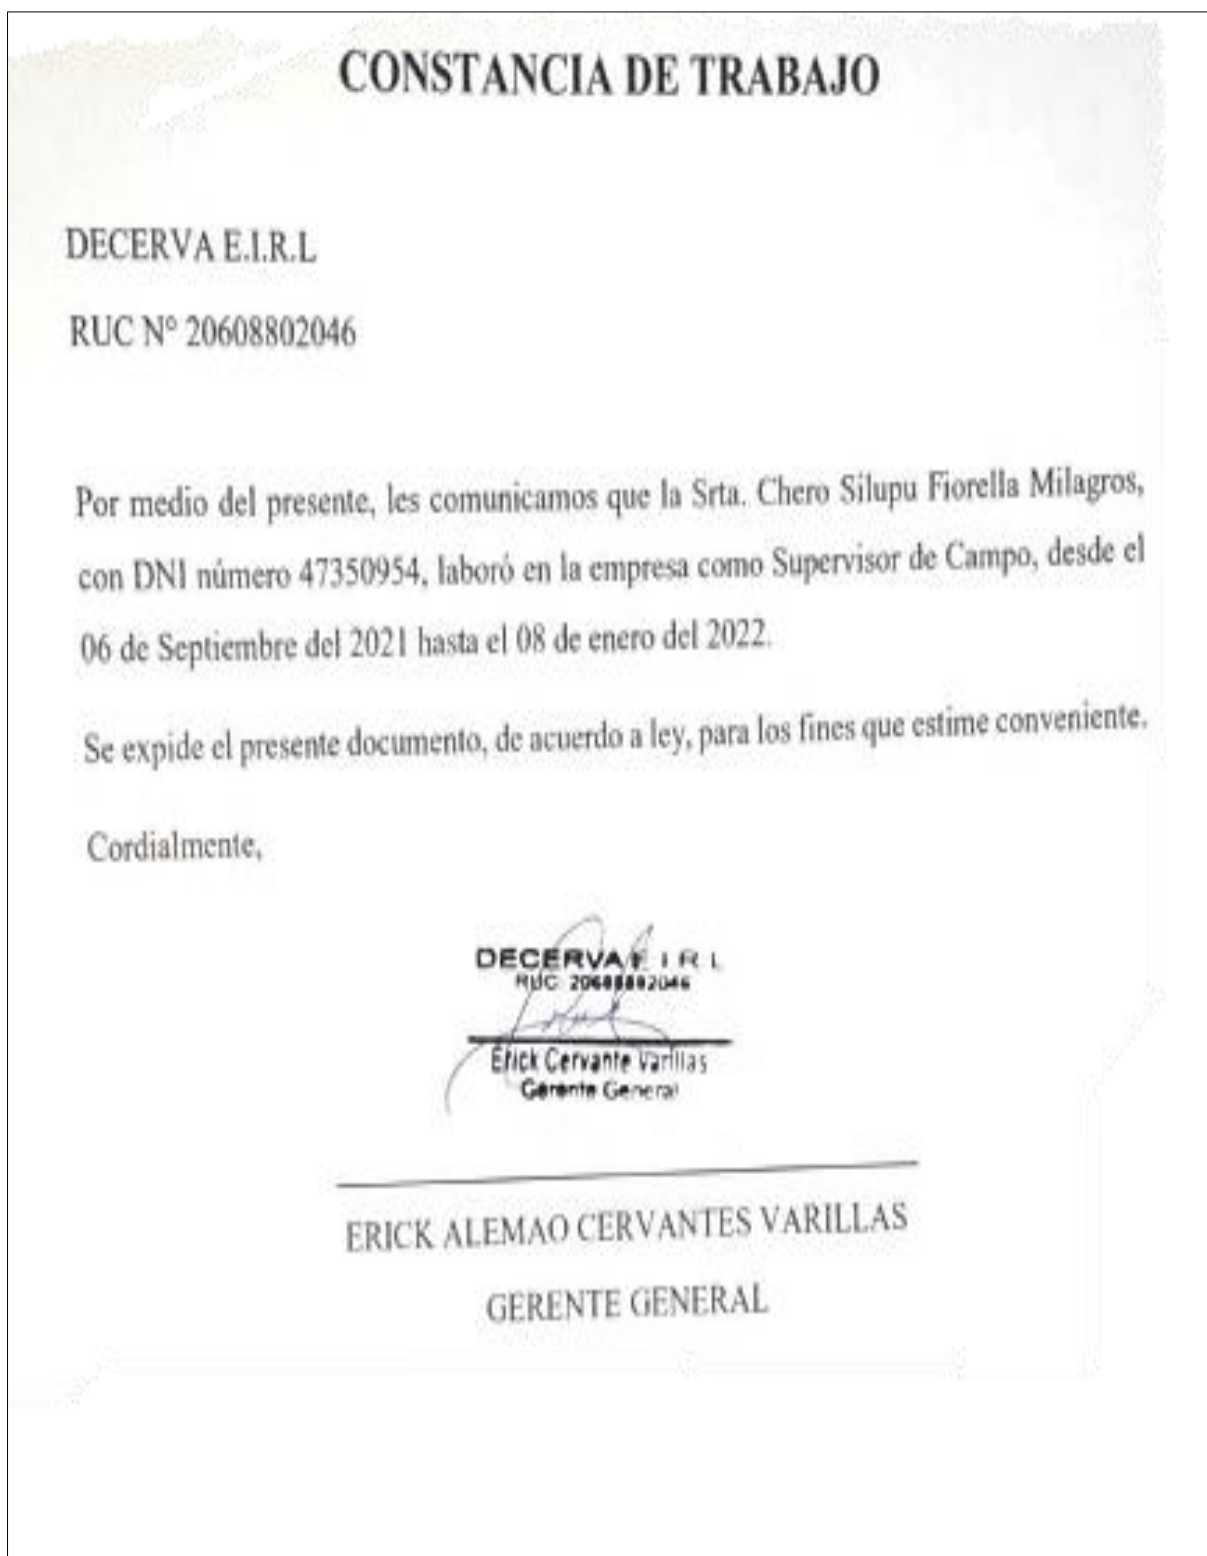 CONSTANCIA DE TRABAJO
DECERVA E.I.R.L
RUC Nº 20608802046
Por medio del presente, les comunicamos que la Srta. Chero Silupu Fiorella Milagros,
con DNI número 47350954, laboró en la empresa como Supervisor de Campo, desde el
06 de Septiembre del 2021 hasta el 08 de enero del 2022.
Se expide el presente documento, de acuerdo a ley, para los fines que estime conveniente.
Cordialmente,
DECERVA E I R L
RUC 20608802046
Erick Cervante Varillas
Gerente General
ERICK ALEMAO CERVANTES VARILLAS
GERENTE GENERAL